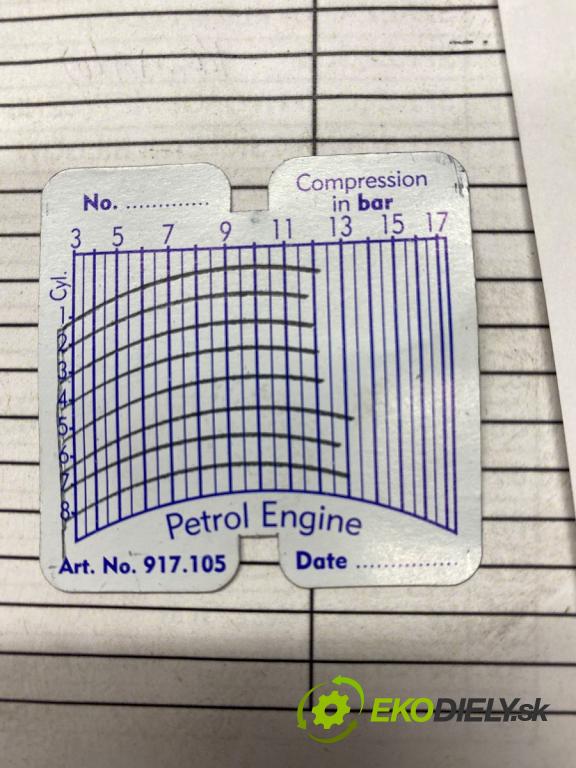 No. .............
Compression
in bar
3 5 7 9 11 13 15 17
Cyl.
1
2
3
4
5
6
7
8
Petrol Engine
Art. No. 917.105
Date ...............
EKODIELY.sk